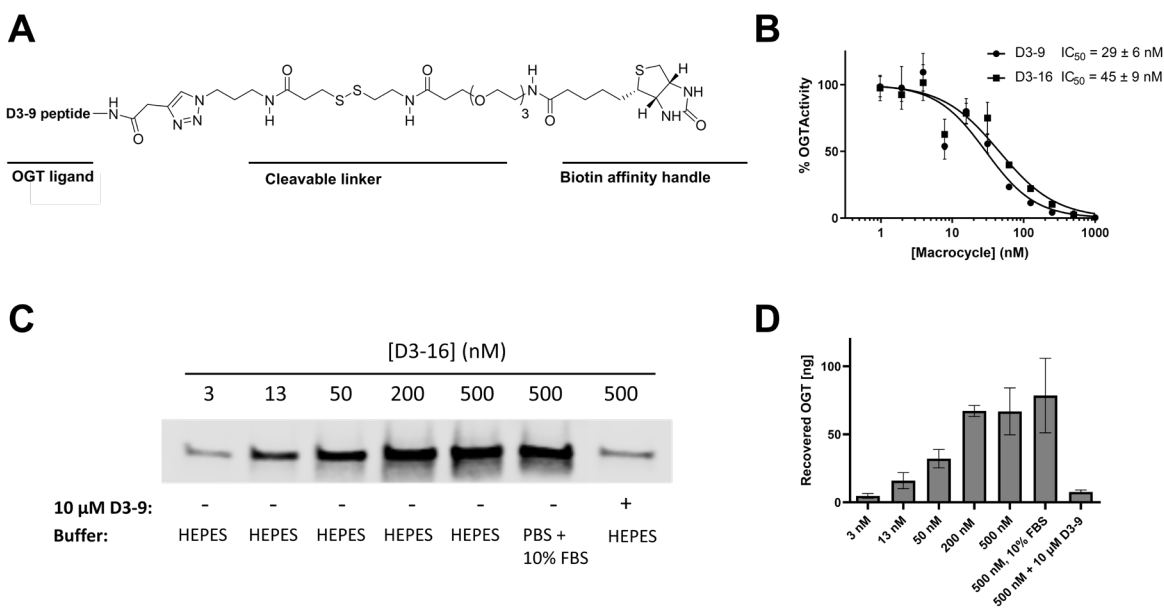 A
H
N
D3-9 peptide
O
N
N=N
N
H
O
S
S
H
N
O
O
3
H
N
O
S
H
NH
NH
O
H
OGT ligand
Cleavable linker
Biotin affinity handle
B
D3-9 IC50 = 29 ± 6 nM
D3-16 IC50 = 45 ± 9 nM
100
50
0
% OGTActivity
1 10 100 1000
[Macrocycle] (nM)
C
[D3-16] (nM)
3 13 50 200 500 500 500
10 μM D3-9: - - - - - - +
Buffer: HEPES HEPES HEPES HEPES HEPES PBS + HEPES
10% FBS
D
100
50
0
Recovered OGT [ng]
3 nM
13 nM
50 nM
200 nM
500 nM
500 nM, 10% FBS
500 nM + 10 μM D3-9